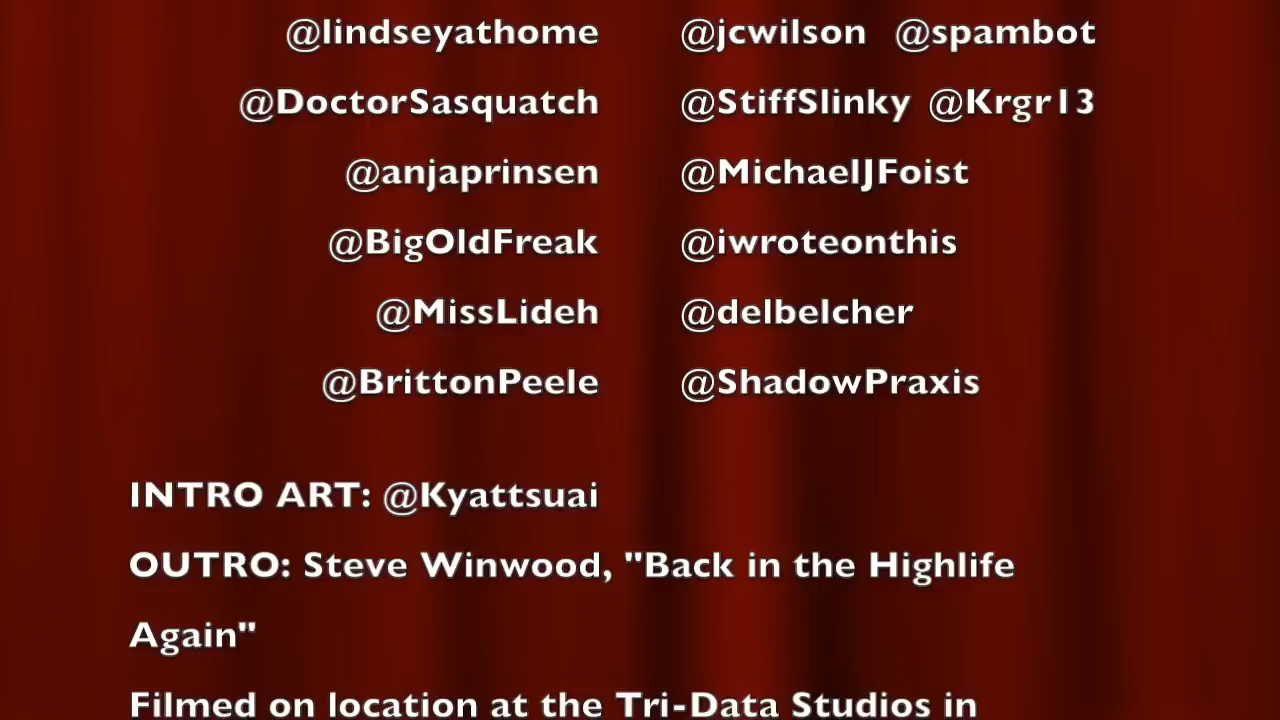 @lindseyathome @jcwilson @spambot
@DoctorSasquatch @StiffSlinky @Krgr13
@anjaprinsen @MichaelJFoist
@BigOldFreak @iwroteonthis
@MissLideh @delbelcher
@BrittonPeele @ShadowPraxis
INTRO ART: @Kyattsuai
OUTRO: Steve Winwood, "Back in the Highlife
Again"
Filmed on location at the Tri-Data Studios in